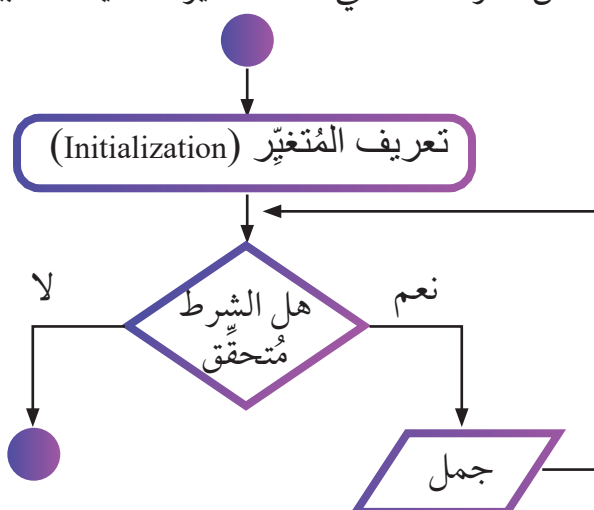 تعريف المُتغيِّر (Initialization)
لا
نعم
هل الشرط
مُتحقِّق
جمل